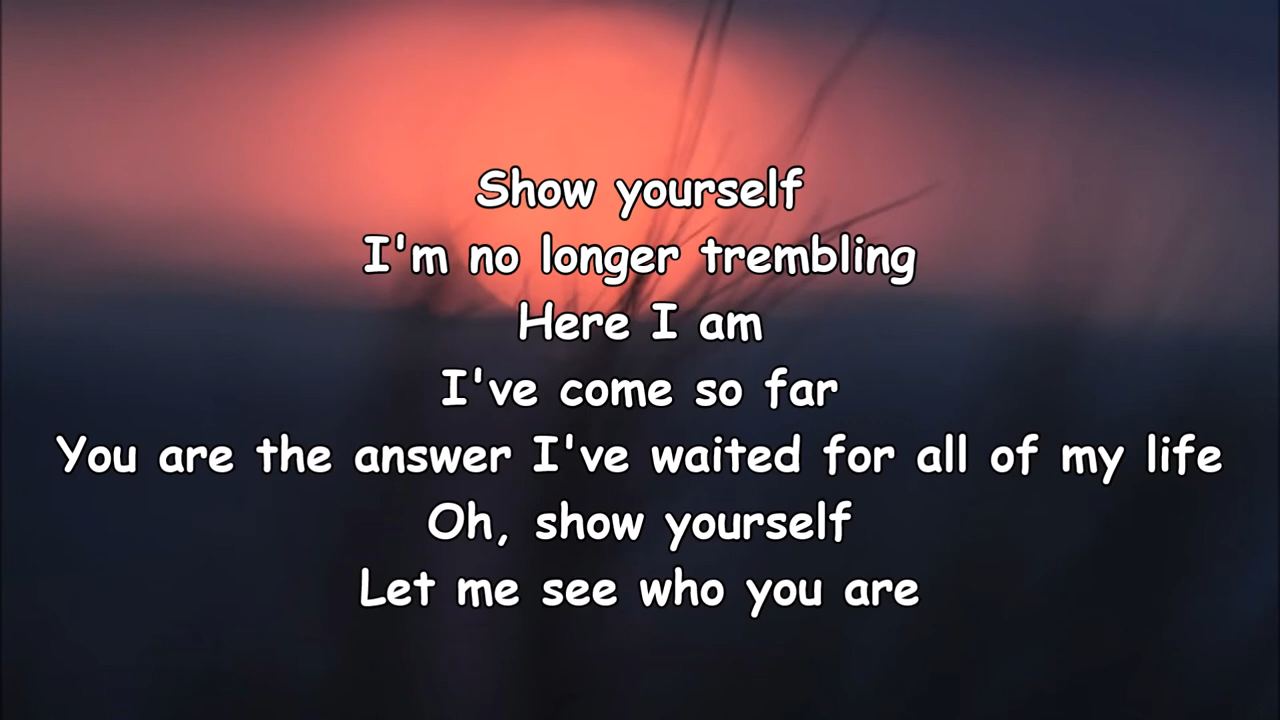 Show yourself
I'm no longer trembling
Here I am
I've come so far
You are the answer I've waited for all of my life
Oh, show yourself
Let me see who you are